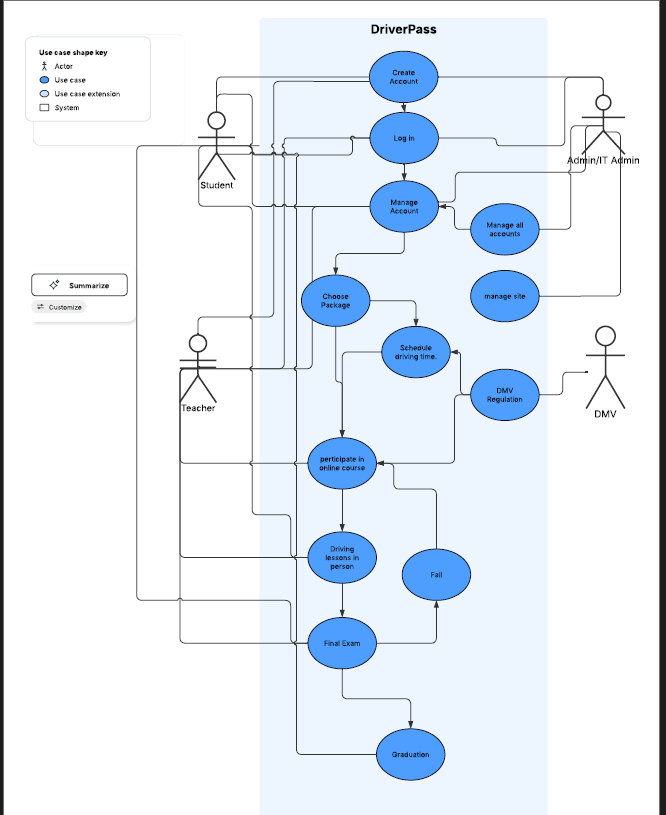 DriverPass
Use case shape key
Actor
Use case
Use case extension
System
Create
Account
Log in
Admin/IT Admin
Student
Manage
Account
Manage all
accounts
Summarize
Customize
Choose
Package
manage site
Schedule
driving time.
Teacher
DMV
Regulation
DMV
perticipate in
online course
Driving
lessons in
person
Fail
Final Exam
Graduation